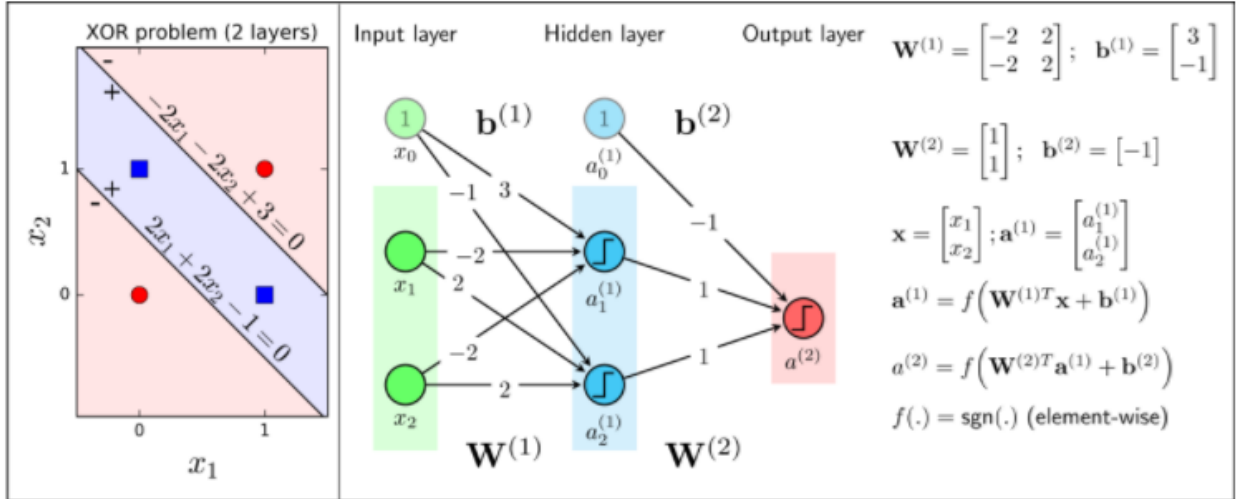 XOR problem (2 layers)
-
+
−2x₁ − 2x₂ + 3 = 0
+
-
2x₁ + 2x₂ − 1 = 0
1
0
x₂
0 1
x₁
Input layer Hidden layer Output layer
1 b⁽¹⁾ 1 b⁽²⁾
x₀ a₀⁽¹⁾
−1 3 −1
−2
x₁ 2 a₁⁽¹⁾ 1
−2 1 a⁽²⁾
2
x₂ a₂⁽¹⁾
W⁽¹⁾ W⁽²⁾
W⁽¹⁾ = [−2 2; −2 2] ; b⁽¹⁾ = [3; −1]
W⁽²⁾ = [1; 1] ; b⁽²⁾ = [−1]
x = [x₁; x₂] ; a⁽¹⁾ = [a₁⁽¹⁾; a₂⁽¹⁾]
a⁽¹⁾ = f(W⁽¹⁾ᵀx + b⁽¹⁾)
a⁽²⁾ = f(W⁽²⁾ᵀa⁽¹⁾ + b⁽²⁾)
f(.) = sgn(.) (element-wise)